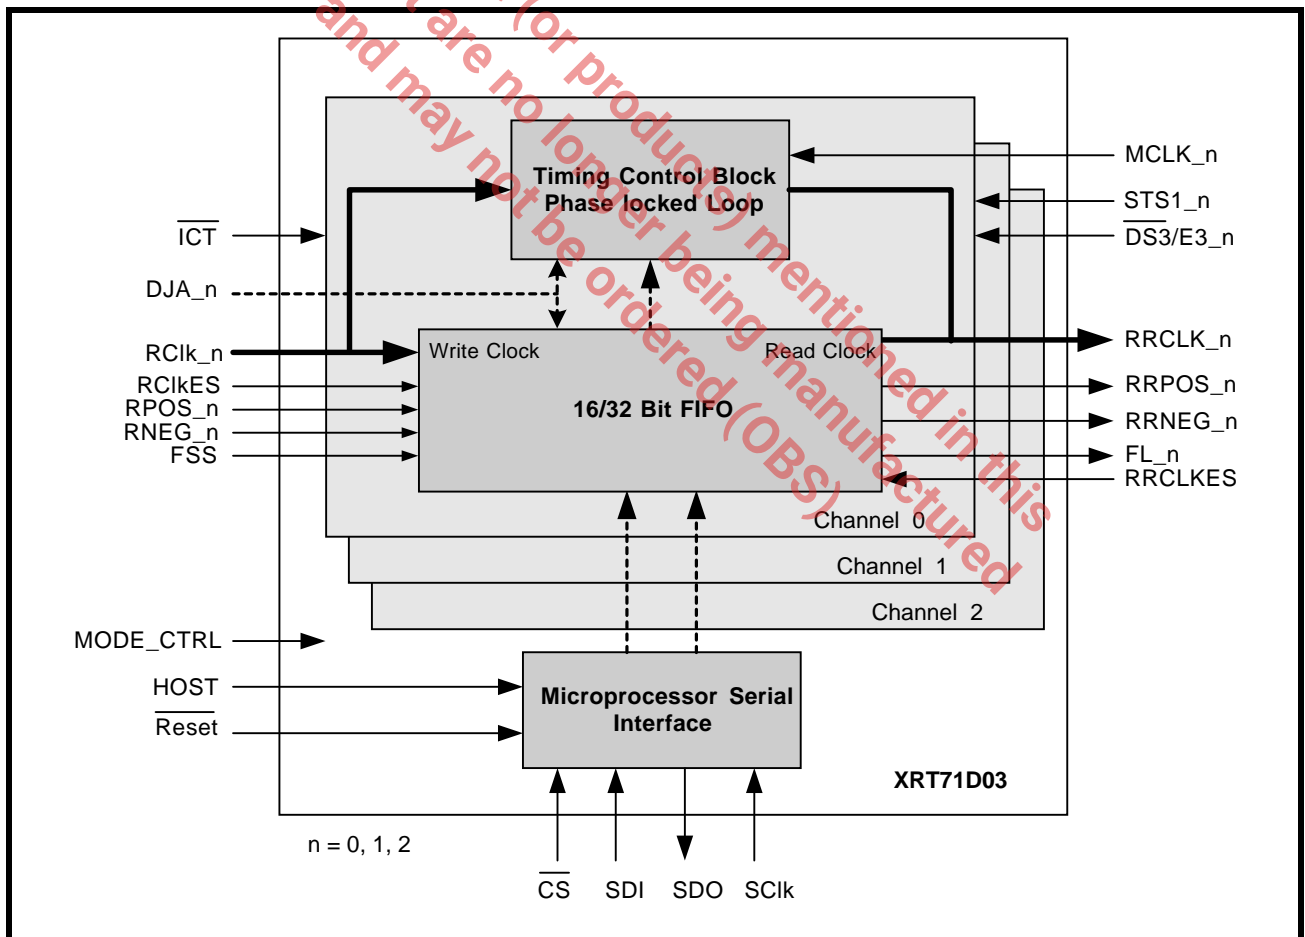 (or products) mentioned in this
t are no longer being manufactured
and may not be ordered (OBS)
Timing Control Block
Phase locked Loop
MCLK_n
STS1_n
DS3/E3_n
ICT
DJA_n
RClk_n
RClkES
RPOS_n
RNEG_n
FSS
Write Clock
Read Clock
16/32 Bit FIFO
RRCLK_n
RRPOS_n
RRNEG_n
FL_n
RRCLKES
Channel 0
Channel 1
Channel 2
MODE_CTRL
HOST
Reset
Microprocessor Serial
Interface
XRT71D03
n = 0, 1, 2
CS
SDI
SDO
SClk